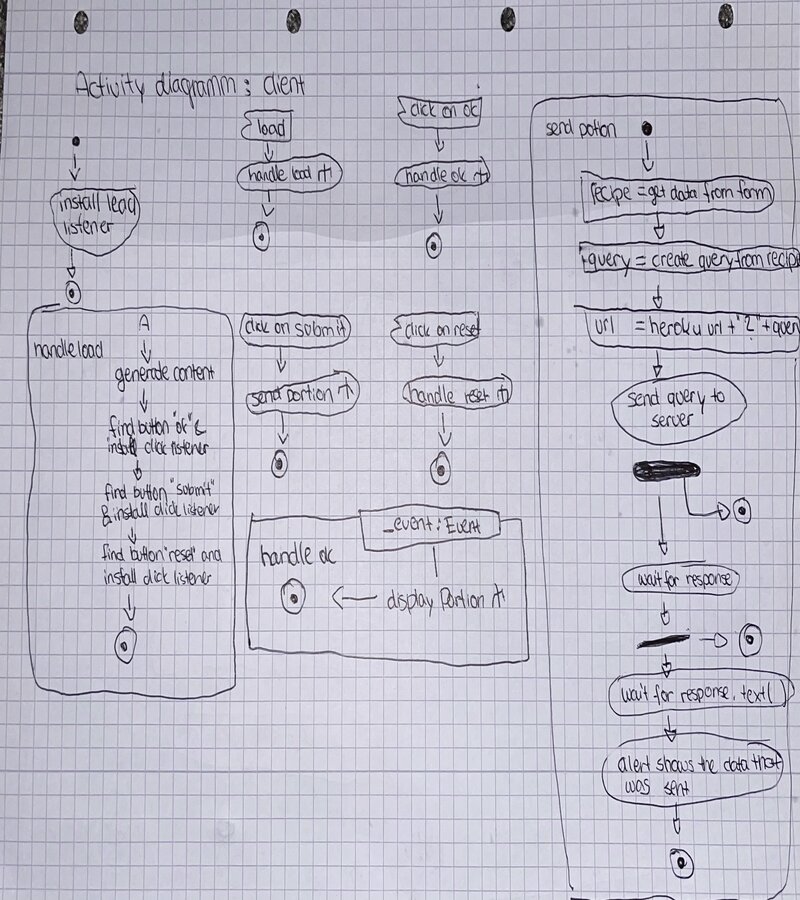 Activity diagramm: client
install load
listener
load
handle load
click on ok
handle ok
handle load
A
generate content
find button "ok" &
install click listener
find button "submit"
& install click listener
find button "reset" and
install click listener
click on submit
send portion
click on reset
handle reset
_event: Event
handle ok
display Portion
send potion
recipe = get data from form
query = create query from recipe
url = heroku url + "?" + quer
send query to
server
wait for response
wait for response.text()
alert shows the data that
was sent